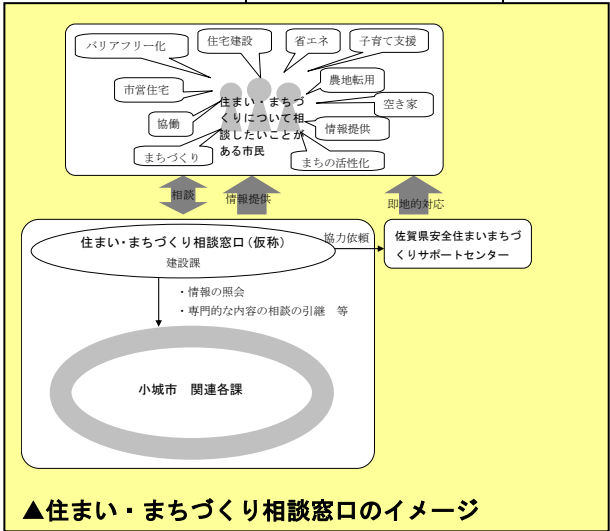 バリアフリー化
住宅建設
省エネ
子育て支援
市営住宅
農地転用
空き家
協働
情報提供
まちづくり
まちの活性化
住まい・まちづ
くりについて相
談したいことが
ある市民
相談
情報提供
即地的対応
住まい・まちづくり相談窓口(仮称)
建設課
協力依頼
佐賀県安全住まいまちづ
くりサポートセンター
・情報の照会
・専門的な内容の相談の引継 等
小城市 関連各課
▲住まい・まちづくり相談窓口のイメージ